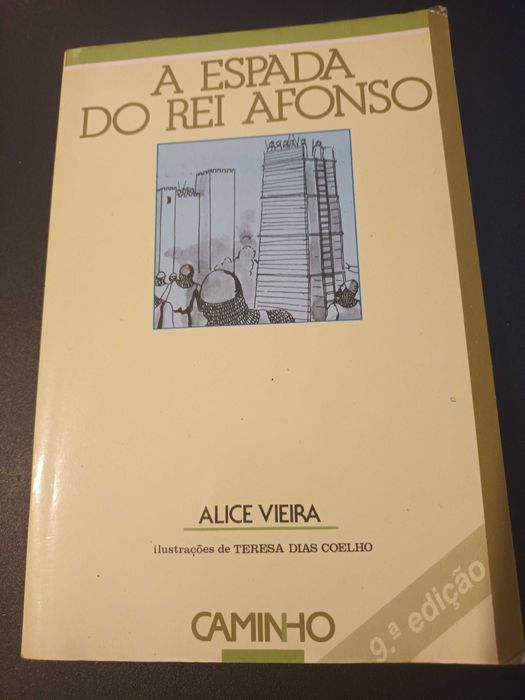 A ESPADA
DO REI AFONSO
ALICE VIEIRA
ilustrações de TERESA DIAS COELHO
CAMINHO
9.ª edição